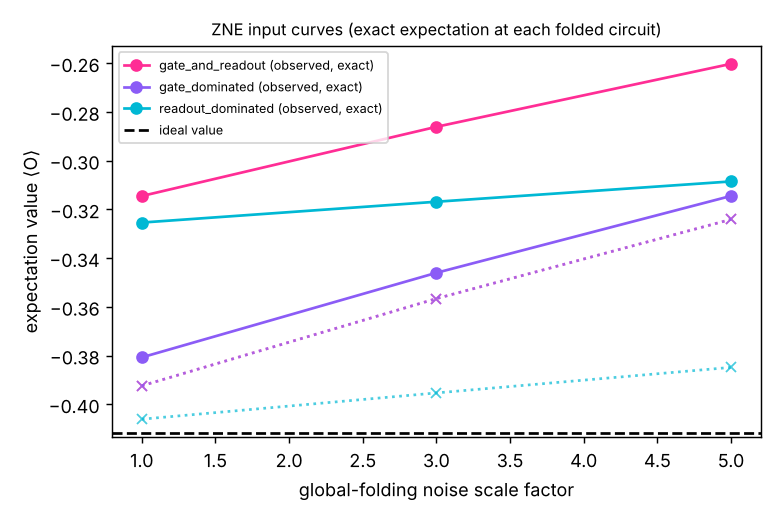 ZNE input curves (exact expectation at each folded circuit)
gate_and_readout (observed, exact)
gate_dominated (observed, exact)
readout_dominated (observed, exact)
ideal value
expectation value ⟨O⟩
−0.26
−0.28
−0.30
−0.32
−0.34
−0.36
−0.38
−0.40
1.0 1.5 2.0 2.5 3.0 3.5 4.0 4.5 5.0
global-folding noise scale factor